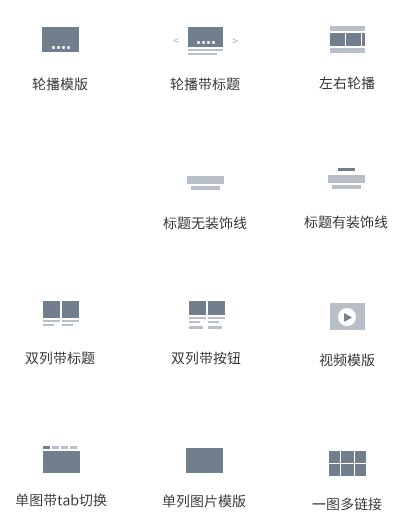 轮播模版
轮播带标题
左右轮播
标题无装饰线
标题有装饰线
双列带标题
双列带按钮
视频模版
单图带tab切换
单列图片模版
一图多链接